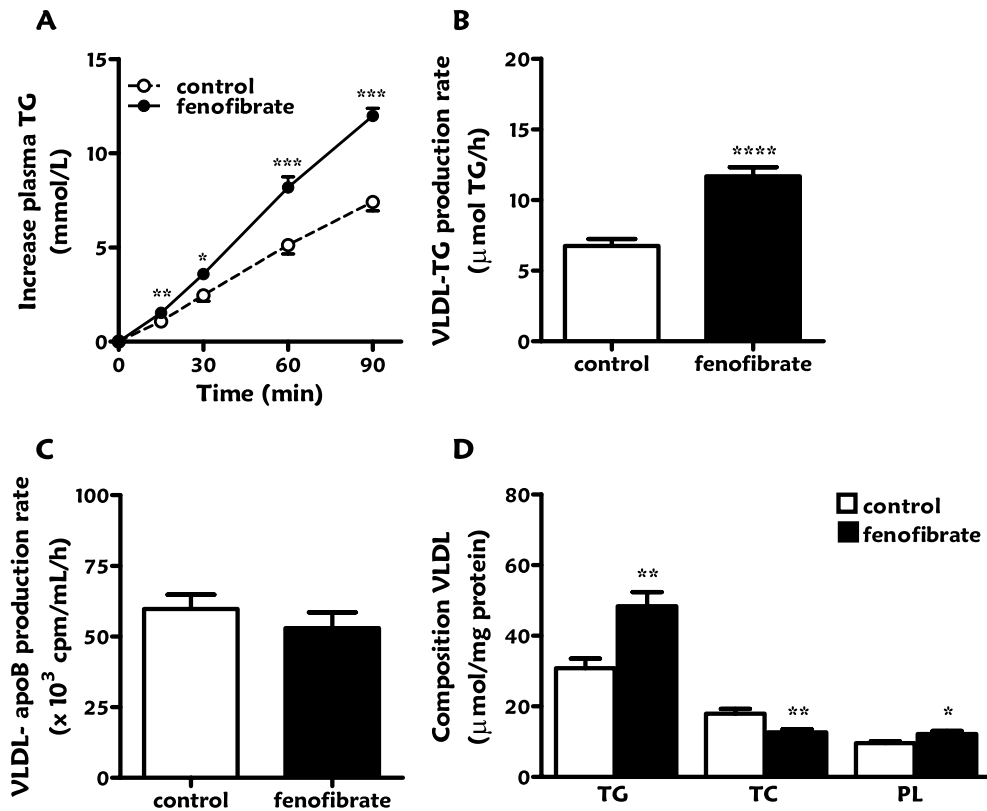 A
Increase plasma TG
(mmol/L)
15
10
5
0
control
fenofibrate
**
*
***
***
0 30 60 90
Time (min)
B
VLDL-TG production rate
(μmol TG/h)
20
15
10
5
0
****
control fenofibrate
C
VLDL- apoB production rate
(x 10³ cpm/mL/h)
100
75
50
25
0
control fenofibrate
D
Composition VLDL
(μmol/mg protein)
80
60
40
20
0
control
fenofibrate
**
**
*
TG TC PL